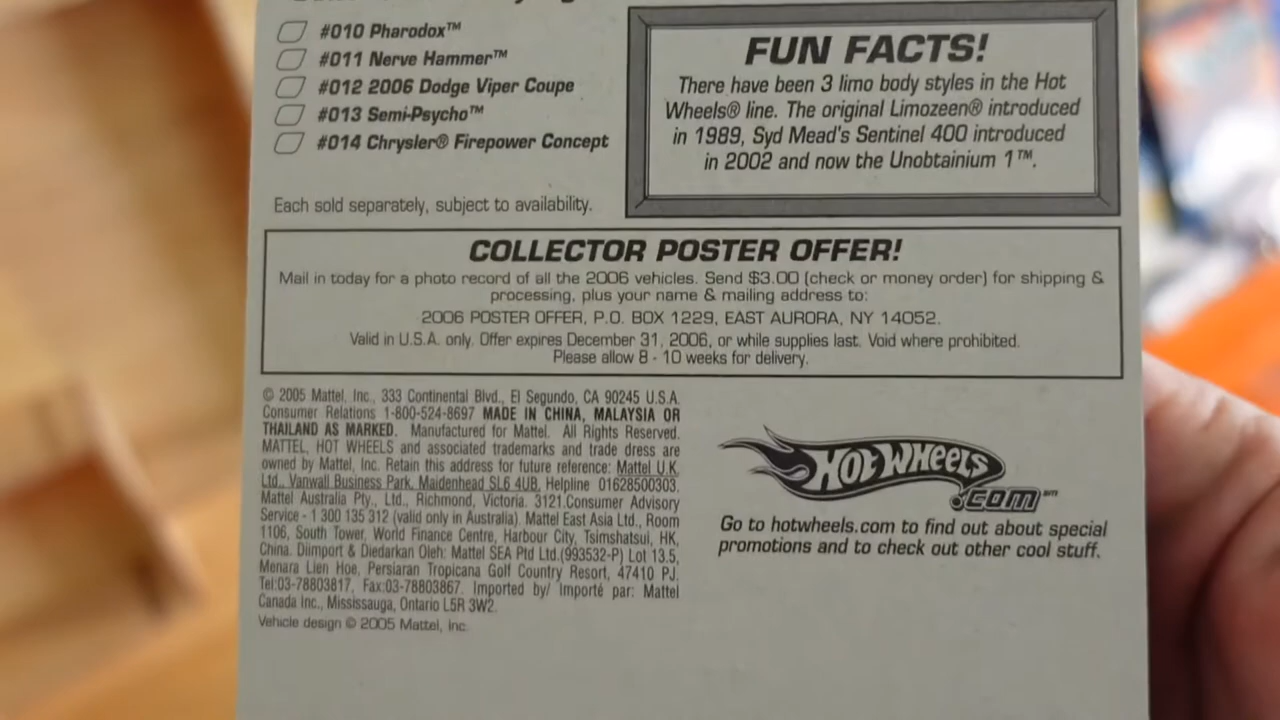 #010 Pharodox™
#011 Nerve Hammer™
#012 2006 Dodge Viper Coupe
#013 Semi-Psycho™
#014 Chrysler® Firepower Concept
Each sold separately, subject to availability.
FUN FACTS!
There have been 3 limo body styles in the Hot
Wheels® line. The original Limozeen® introduced
in 1989, Syd Mead's Sentinel 400 introduced
in 2002 and now the Unobtainium 1™.
COLLECTOR POSTER OFFER!
Mail in today for a photo record of all the 2006 vehicles. Send $3.00 (check or money order) for shipping &
processing, plus your name & mailing address to:
2006 POSTER OFFER, P.O. BOX 1229, EAST AURORA, NY 14052.
Valid in U.S.A. only. Offer expires December 31, 2006, or while supplies last. Void where prohibited.
Please allow 8 - 10 weeks for delivery.
© 2005 Mattel, Inc., 333 Continental Blvd., El Segundo, CA 90245 U.S.A.
Consumer Relations 1-800-524-8697 MADE IN CHINA, MALAYSIA OR
THAILAND AS MARKED. Manufactured for Mattel. All Rights Reserved.
MATTEL, HOT WHEELS and associated trademarks and trade dress are
owned by Mattel, Inc. Retain this address for future reference: Mattel U.K.
Ltd., Vanwall Business Park, Maidenhead SL6 4UB, Helpline 01628500303.
Mattel Australia Pty., Ltd., Richmond, Victoria. 3121.Consumer Advisory
Service - 1 300 135 312 (valid only in Australia). Mattel East Asia Ltd., Room
1106, South Tower, World Finance Centre, Harbour City, Tsimshatsui, HK,
China. Diimport & Diedarkan Oleh: Mattel SEA Ptd Ltd.(993532-P) Lot 13.5,
Menara Lien Hoe, Persiaran Tropicana Golf Country Resort, 47410 PJ.
Tel:03-78803817, Fax:03-78803867. Imported by/ Importé par: Mattel
Canada Inc., Mississauga, Ontario L5R 3W2.
Vehicle design © 2005 Mattel, Inc.
HOT WHEELS
.COM℠
Go to hotwheels.com to find out about special
promotions and to check out other cool stuff.